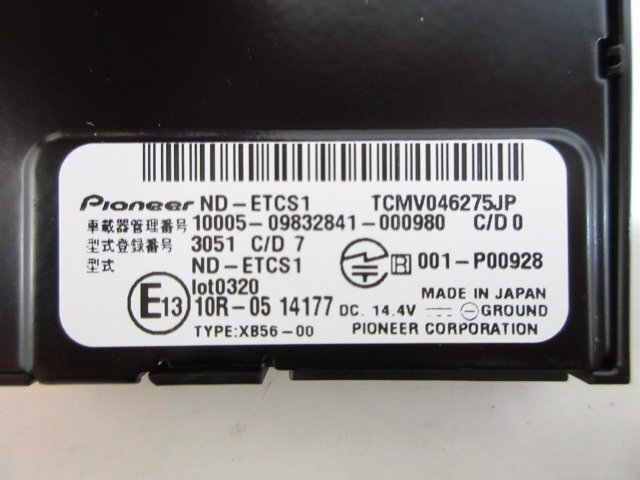 Pioneer ND-ETCS1 TCMV046275JP
車載器管理番号 10005-09832841-000980 C/D 0
型式登録番号 3051 C/D 7
型式 ND-ETCS1
R 001-P00928
E13
lot0320
10R-05 14177
TYPE:XB56-00
MADE IN JAPAN
DC. 14.4V ⊖GROUND
PIONEER CORPORATION